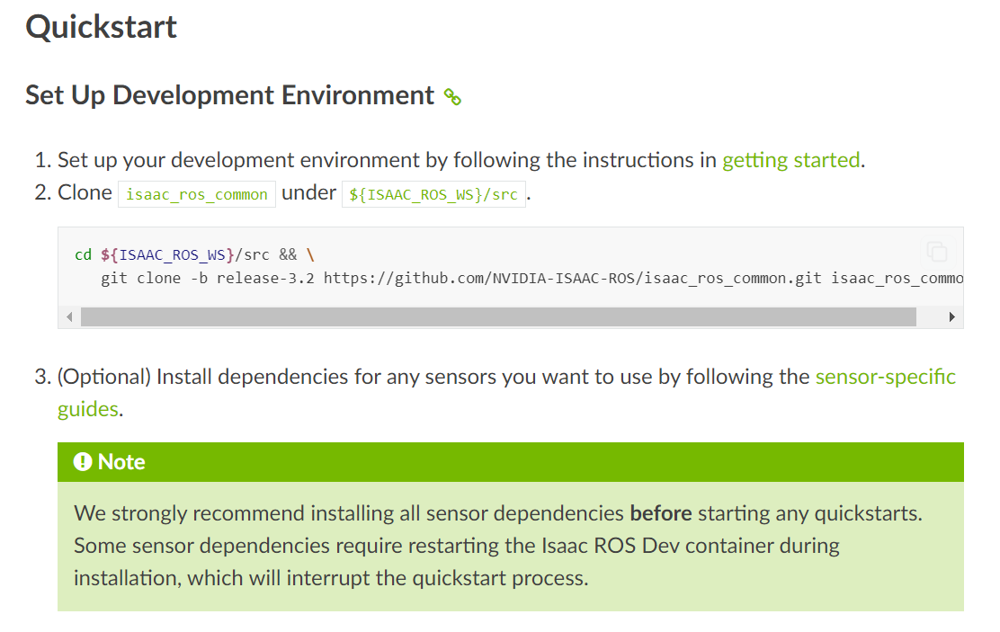 Quickstart
Set Up Development Environment
1. Set up your development environment by following the instructions in getting started.
2. Clone isaac_ros_common under ${ISAAC_ROS_WS}/src.
cd ${ISAAC_ROS_WS}/src && \
git clone -b release-3.2 https://github.com/NVIDIA-ISAAC-ROS/isaac_ros_common.git isaac_ros_commo
3. (Optional) Install dependencies for any sensors you want to use by following the sensor-specific
guides.
Note
We strongly recommend installing all sensor dependencies before starting any quickstarts.
Some sensor dependencies require restarting the Isaac ROS Dev container during
installation, which will interrupt the quickstart process.